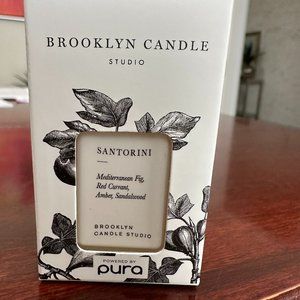 BROOKLYN CANDLE
STUDIO
SANTORINI
Mediterranean Fig,
Red Currant,
Amber, Sandalwood
BROOKLYN
CANDLE STUDIO
POWERED BY
pura